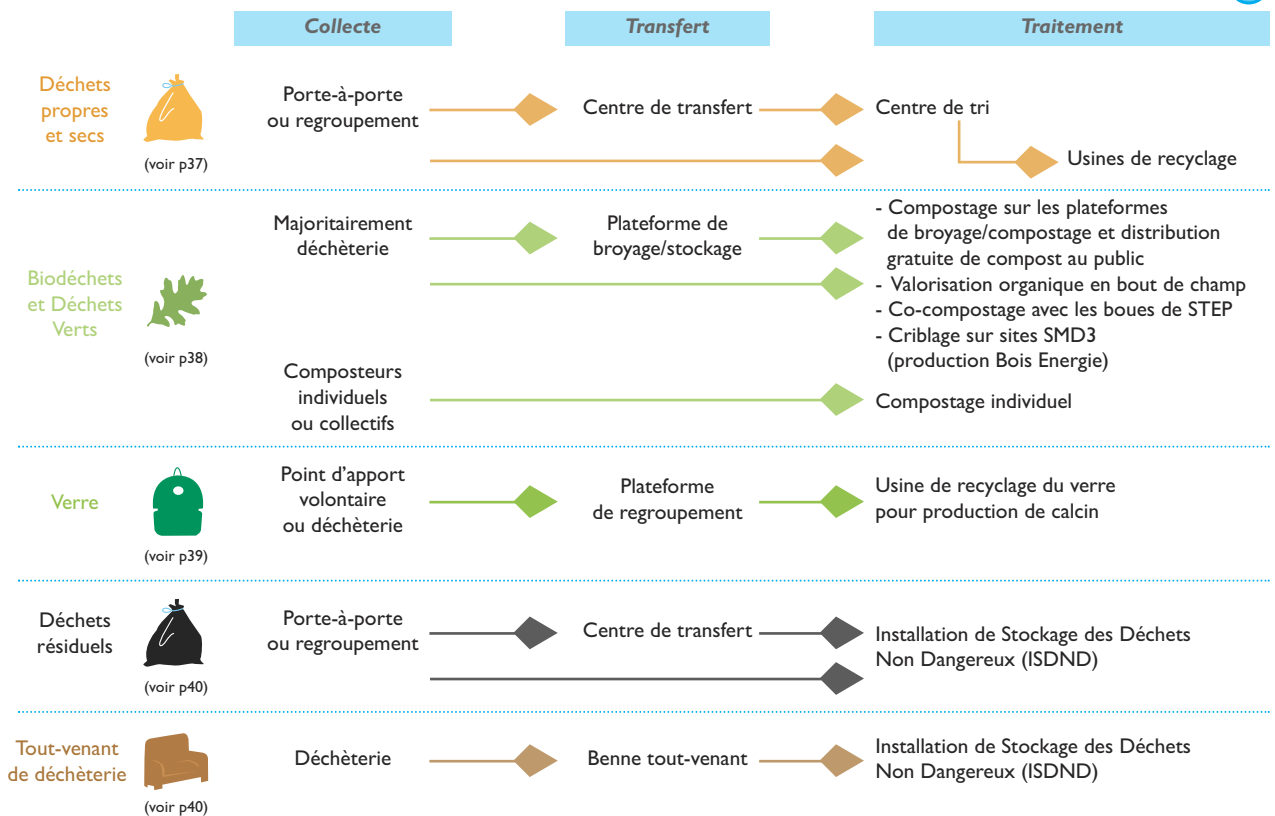 Collecte
Transfert
Traitement
Déchets
propres
et secs
(voir p37)
Porte-à-porte
ou regroupement
Centre de transfert
Centre de tri
Usines de recyclage
Biodéchets
et Déchets
Verts
(voir p38)
Majoritairement
déchèterie
Plateforme de
broyage/stockage
- Compostage sur les plateformes
de broyage/compostage et distribution
gratuite de compost au public
- Valorisation organique en bout de champ
- Co-compostage avec les boues de STEP
- Criblage sur sites SMD3
(production Bois Energie)
Composteurs
individuels
ou collectifs
Compostage individuel
Verre
(voir p39)
Point d'apport
volontaire
ou déchèterie
Plateforme
de regroupement
Usine de recyclage du verre
pour production de calcin
Déchets
résiduels
(voir p40)
Porte-à-porte
ou regroupement
Centre de transfert
Installation de Stockage des Déchets
Non Dangereux (ISDND)
Tout-venant
de déchèterie
(voir p40)
Déchèterie
Benne tout-venant
Installation de Stockage des Déchets
Non Dangereux (ISDND)